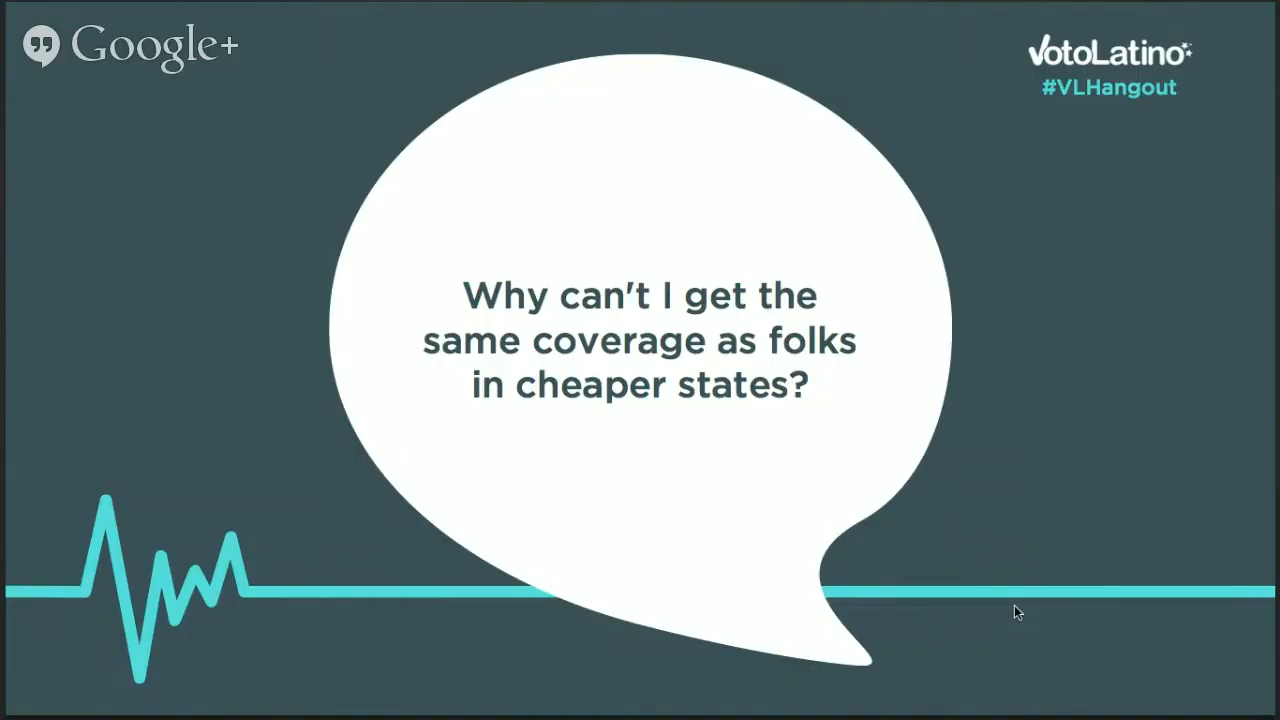 Google+
VotoLatino
#VLHangout
Why can't I get the
same coverage as folks
in cheaper states?